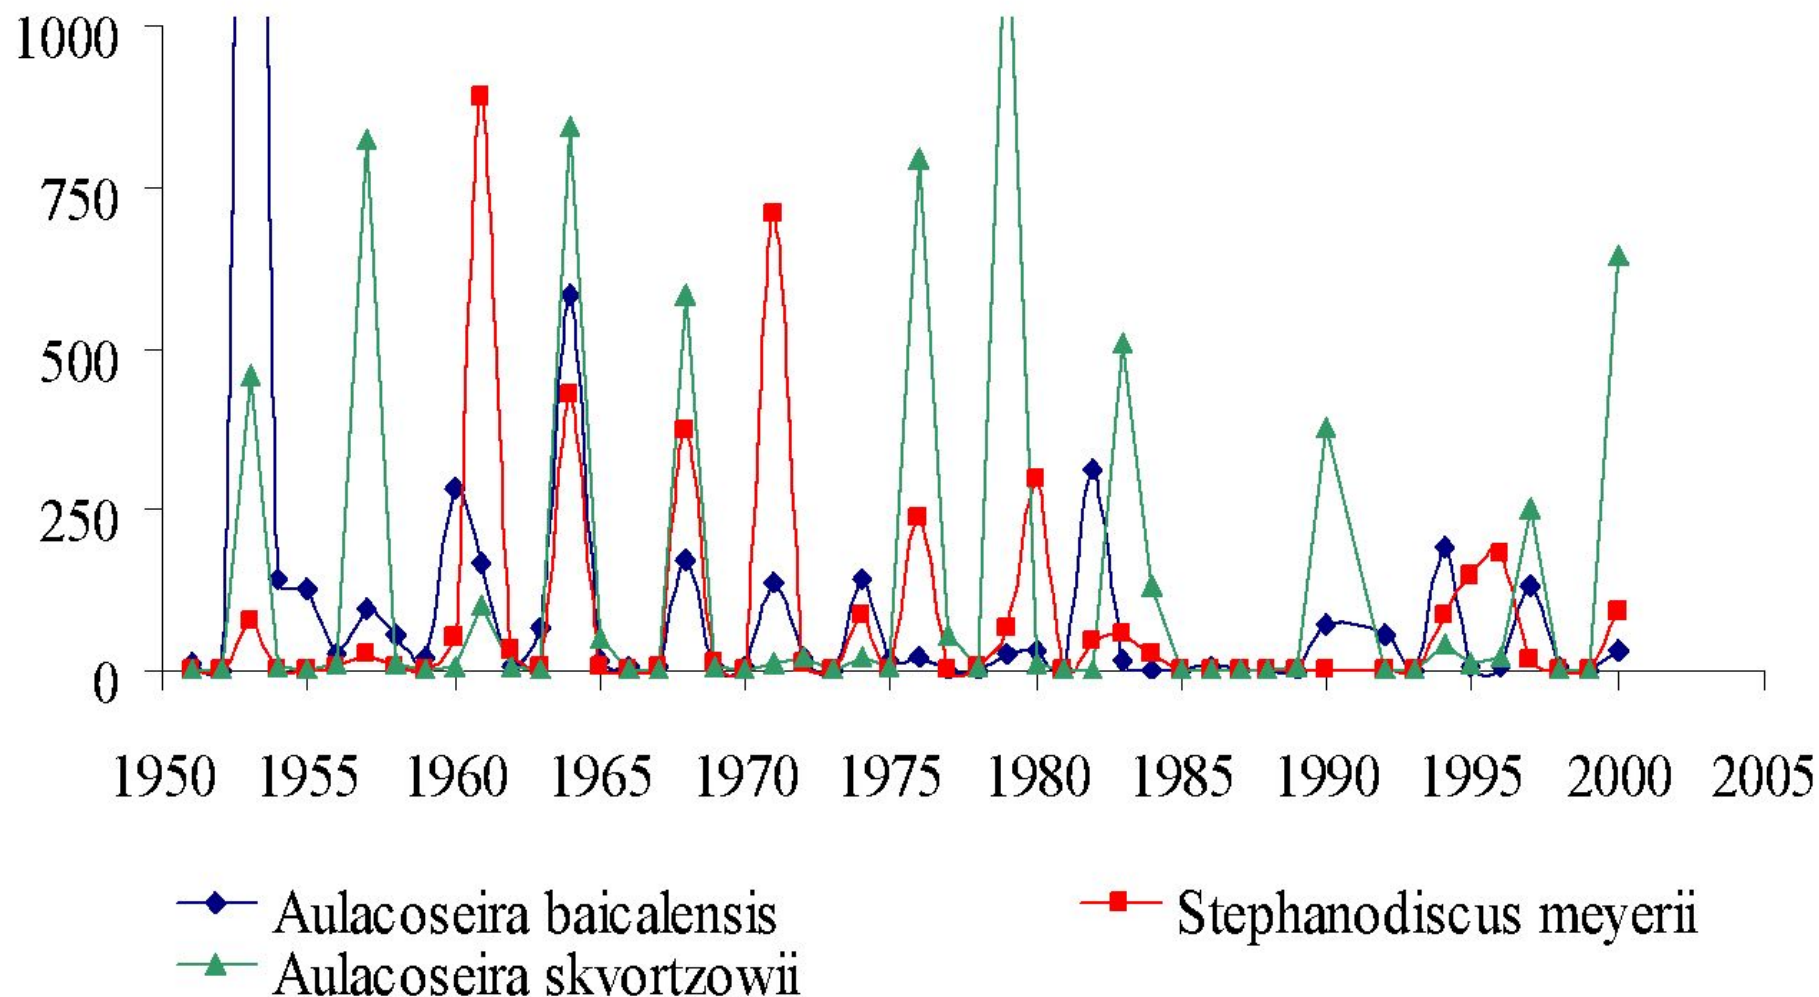 1000
750
500
250
0
1950 1955 1960 1965 1970 1975 1980 1985 1990 1995 2000 2005
Aulacoseira baicalensis Stephanodiscus meyerii
Aulacoseira skvortzowii